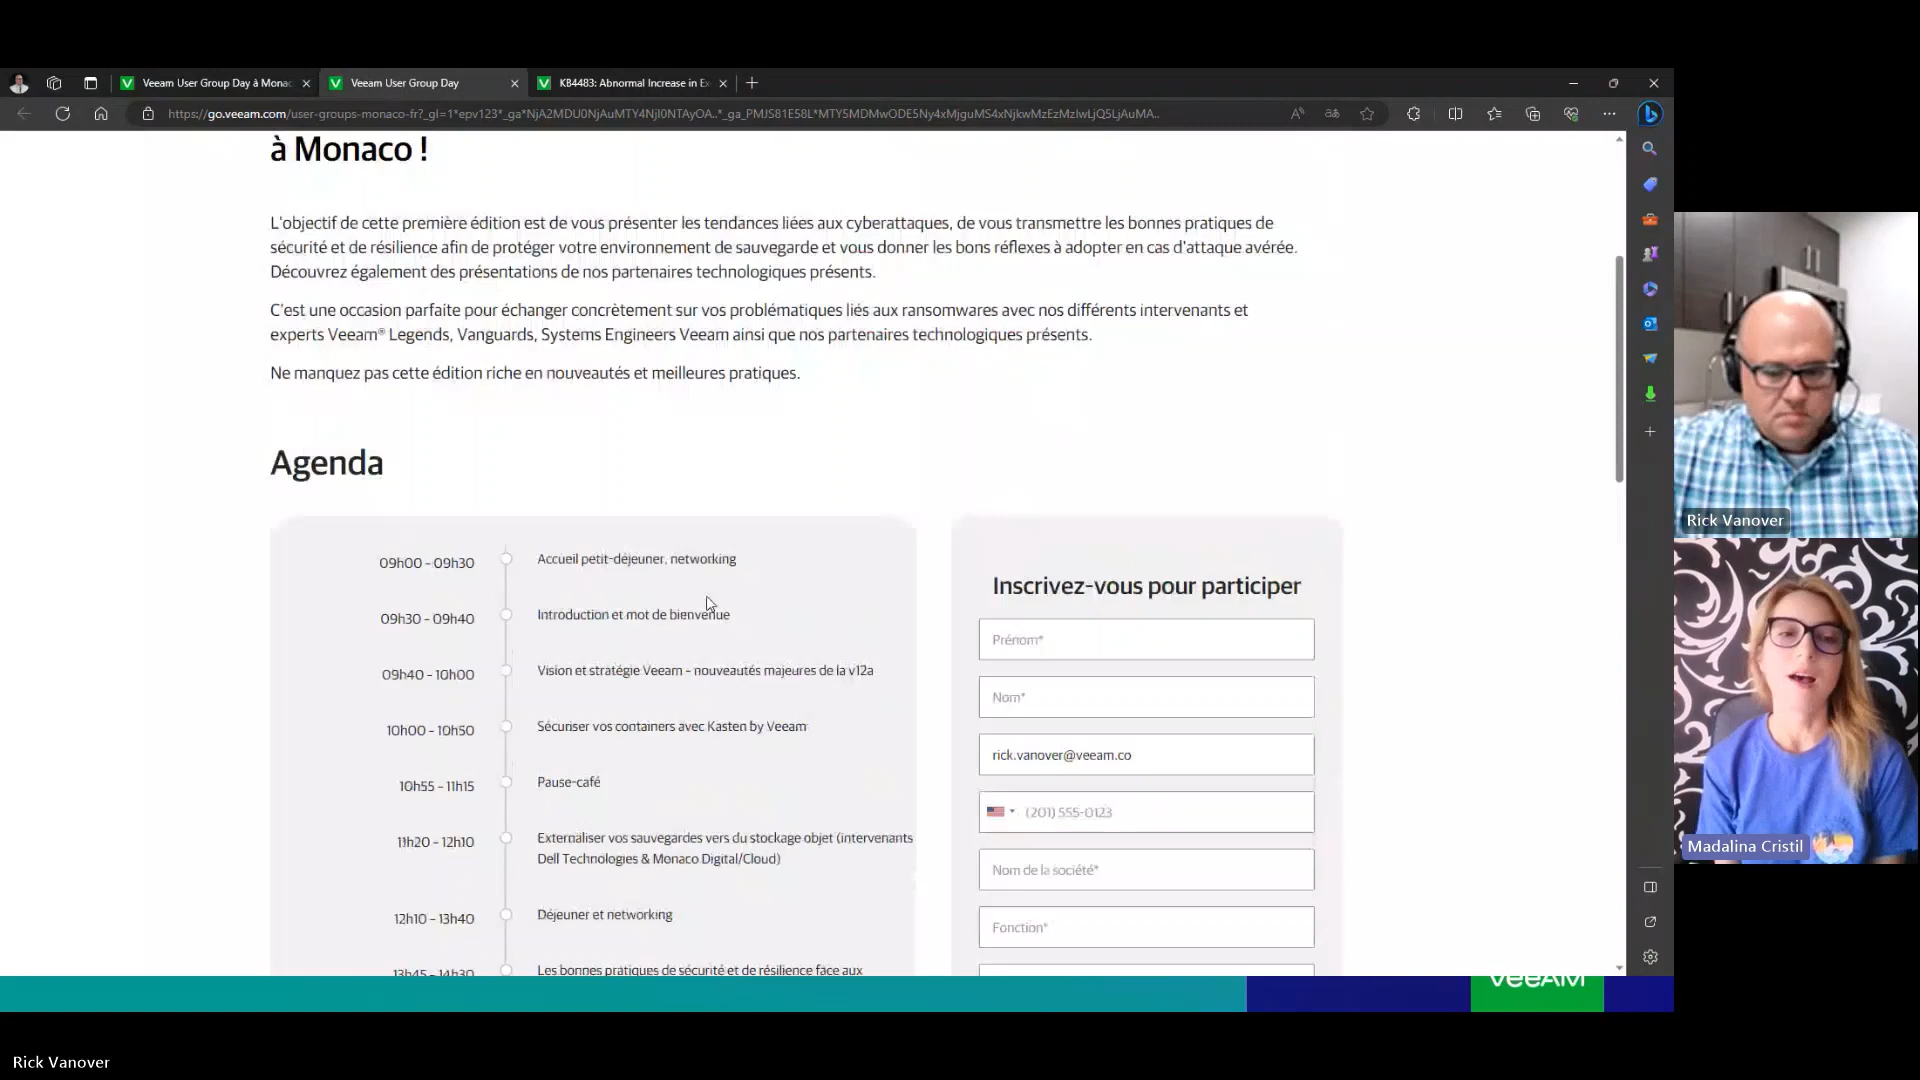 Veeam User Group Day à Monac
Veeam User Group Day
KB4483: Abnormal Increase in Ex
https://go.veeam.com/user-groups-monaco-fr?_gl=1*epv123*_ga*NjA2MDU0NjAuMTY4NjI0NTAyOA..*_ga_PMJS81E58L*MTY5MDMwODE5Ny4xMjguMS4xNjkwMzEzMzIwLjQ5LjAuMA..
à Monaco !
L'objectif de cette première édition est de vous présenter les tendances liées aux cyberattaques, de vous transmettre les bonnes pratiques de
sécurité et de résilience afin de protéger votre environnement de sauvegarde et vous donner les bons réflexes à adopter en cas d'attaque avérée.
Découvrez également des présentations de nos partenaires technologiques présents.
C'est une occasion parfaite pour échanger concrètement sur vos problématiques liés aux ransomwares avec nos différents intervenants et
experts Veeam® Legends, Vanguards, Systems Engineers Veeam ainsi que nos partenaires technologiques présents.
Ne manquez pas cette édition riche en nouveautés et meilleures pratiques.
Agenda
09h00 - 09h30
Accueil petit-déjeuner, networking
09h30 - 09h40
Introduction et mot de bienvenue
09h40 - 10h00
Vision et stratégie Veeam - nouveautés majeures de la v12a
10h00 - 10h50
Sécuriser vos containers avec Kasten by Veeam
10h55 - 11h15
Pause-café
11h20 - 12h10
Externaliser vos sauvegardes vers du stockage objet (intervenants
Dell Technologies & Monaco Digital/Cloud)
12h10 - 13h40
Déjeuner et networking
13h45 - 14h30
Les bonnes pratiques de sécurité et de résilience face aux
Inscrivez-vous pour participer
Prénom*
Nom*
rick.vanover@veeam.co
(201) 555-0123
Nom de la société*
Fonction*
Rick Vanover
Madalina Cristil
veeAM
Rick Vanover